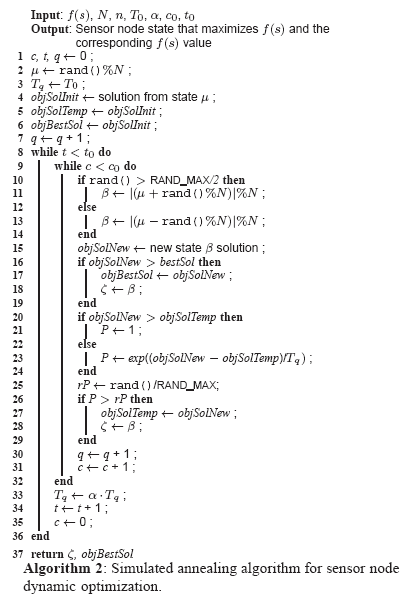 Input: f(s), N, n, T₀, α, c₀, t₀
Output: Sensor node state that maximizes f(s) and the
corresponding f(s) value
1 c, t, q ← 0 ;
2 μ ← rand()%N ;
3 T_q ← T₀ ;
4 objSolInit ← solution from state μ ;
5 objSolTemp ← objSolInit ;
6 objBestSol ← objSolInit ;
7 q ← q + 1 ;
8 while t < t₀ do
9 while c < c₀ do
10 if rand() > RAND_MAX/2 then
11 β ← |(μ + rand()%N)|%N ;
12 else
13 β ← |(μ − rand()%N)|%N ;
14 end
15 objSolNew ← new state β solution ;
16 if objSolNew > bestSol then
17 objBestSol ← objSolNew ;
18 ζ ← β ;
19 end
20 if objSolNew > objSolTemp then
21 P ← 1 ;
22 else
23 P ← exp((objSolNew − objSolTemp)/T_q) ;
24 end
25 rP ← rand()/RAND_MAX;
26 if P > rP then
27 objSolTemp ← objSolNew ;
28 ζ ← β ;
29 end
30 q ← q + 1 ;
31 c ← c + 1 ;
32 end
33 T_q ← α · T_q ;
34 t ← t + 1 ;
35 c ← 0 ;
36 end
37 return ζ, objBestSol
Algorithm 2: Simulated annealing algorithm for sensor node
dynamic optimization.